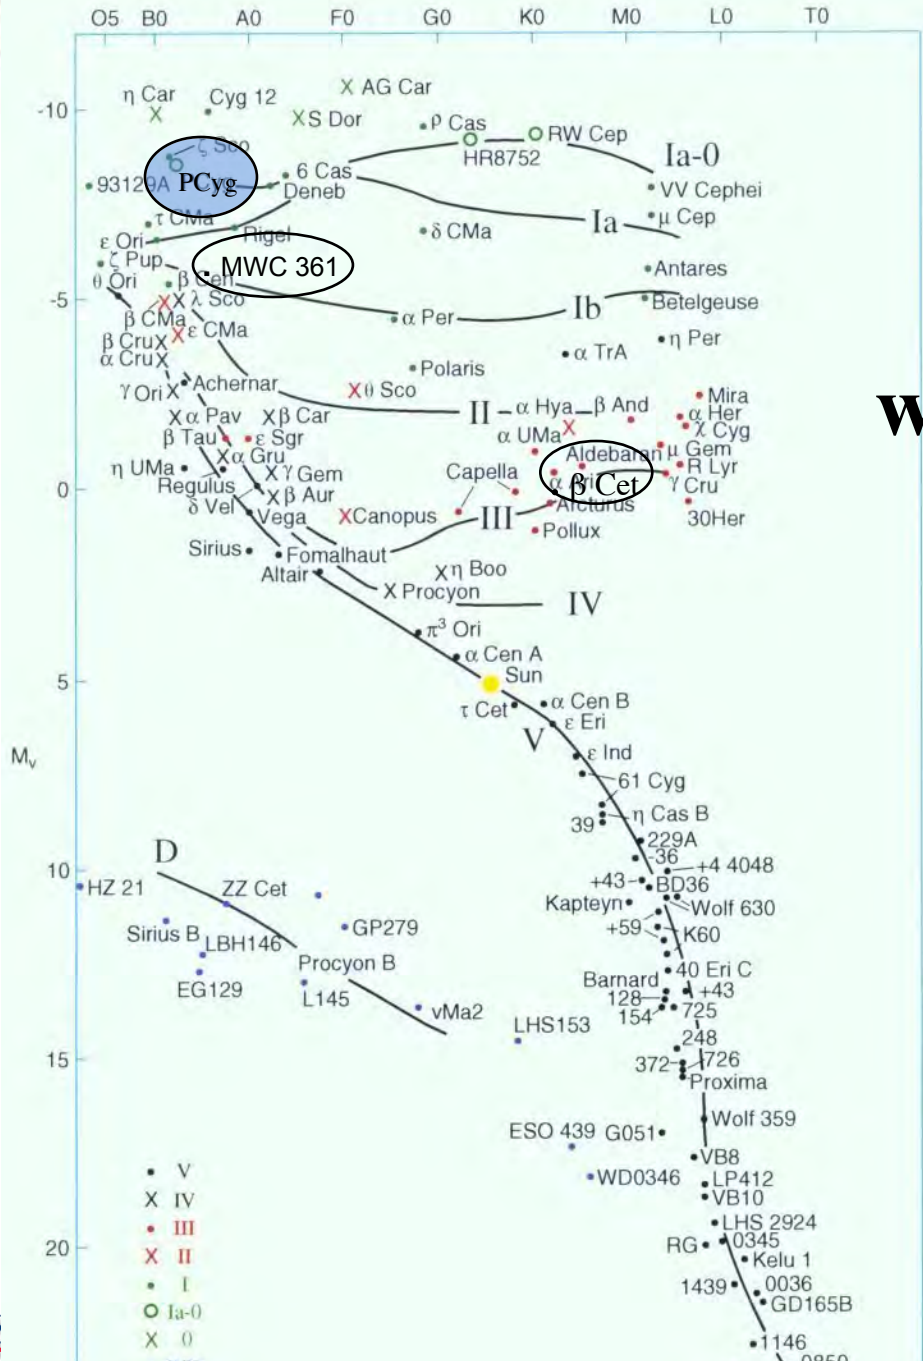 O5 B0 A0 F0 G0 K0 M0 L0 T0
AG Car
η Car Cyg 12
-10
S Dor ρ Cas RW Cep
ζ Sco HR8752 Ia-0
6 Cas
93129A PCyg Deneb VV Cephei
τ CMa Ia μ Cep
ε Ori Rigel δ CMa
ζ Pup MWC 361 Antares
θ Ori β Cen
-5 λ Sco Ib Betelgeuse
β CMa ε CMa α Per
β Cru η Per
α Cru α TrA
Polaris
γ Ori Achernar θ Sco Mira
II α Hya β And α Her
α Pav β Car χ Cyg
W
β Tau ε Sgr α UMa μ Gem
α Gru Aldebaran R Lyr
η UMa γ Gem Capella
Regulus β Cet γ Cru
0 β Aur
δ Vel Vega Canopus III Arcturus 30Her
Pollux
Sirius Fomalhaut
Altair η Boo
Procyon IV
π³ Ori
α Cen A
5 Sun
τ Cet α Cen B
V ε Eri
Mv ε Ind
61 Cyg
η Cas B
39
229A
D -36
+4 4048
10
HZ 21 ZZ Cet +43 BD36
Kapteyn Wolf 630
Sirius B GP279 +59 K60
LBH146
Procyon B 40 Eri C
EG129 L145 Barnard +43
128
vMa2 154 725
LHS153 248
15 372 726
Proxima
Wolf 359
ESO 439 G051
VB8
V WD0346 LP412
IV VB10
III LHS 2924
20 II RG 0345
Kelu 1
I 1439 0036
Ia-0 GD165B
0 1146